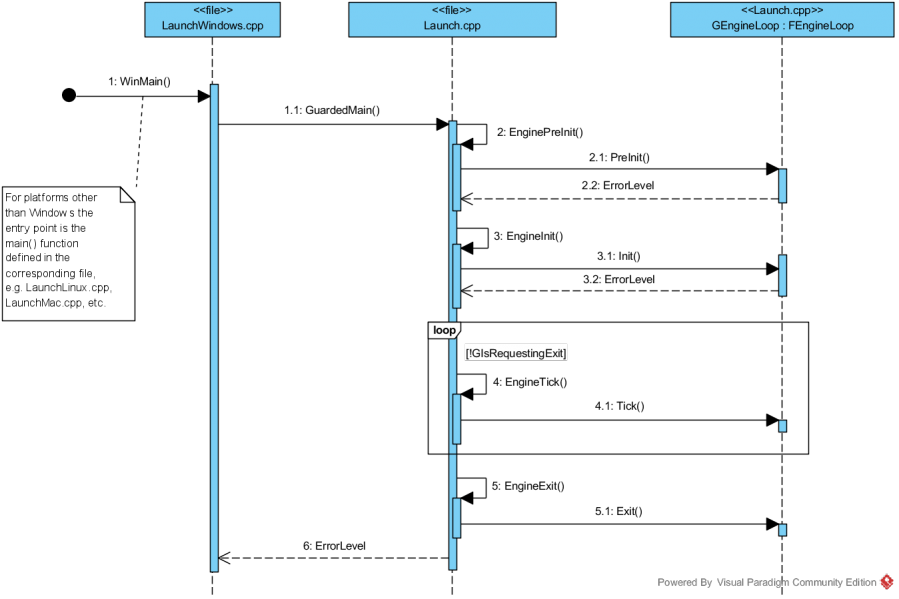 <<file>>
LaunchWindows.cpp
<<file>>
Launch.cpp
<<Launch.cpp>>
GEngineLoop : FEngineLoop
1: WinMain()
1.1: GuardedMain()
2: EnginePreInit()
2.1: PreInit()
2.2: ErrorLevel
For platforms other
than Windows the
entry point is the
main() function
defined in the
corresponding file,
e.g. LaunchLinux.cpp,
LaunchMac.cpp, etc.
3: EngineInit()
3.1: Init()
3.2: ErrorLevel
loop
[!GIsRequestingExit]
4: EngineTick()
4.1: Tick()
5: EngineExit()
5.1: Exit()
6: ErrorLevel
Powered By Visual Paradigm Community Edition